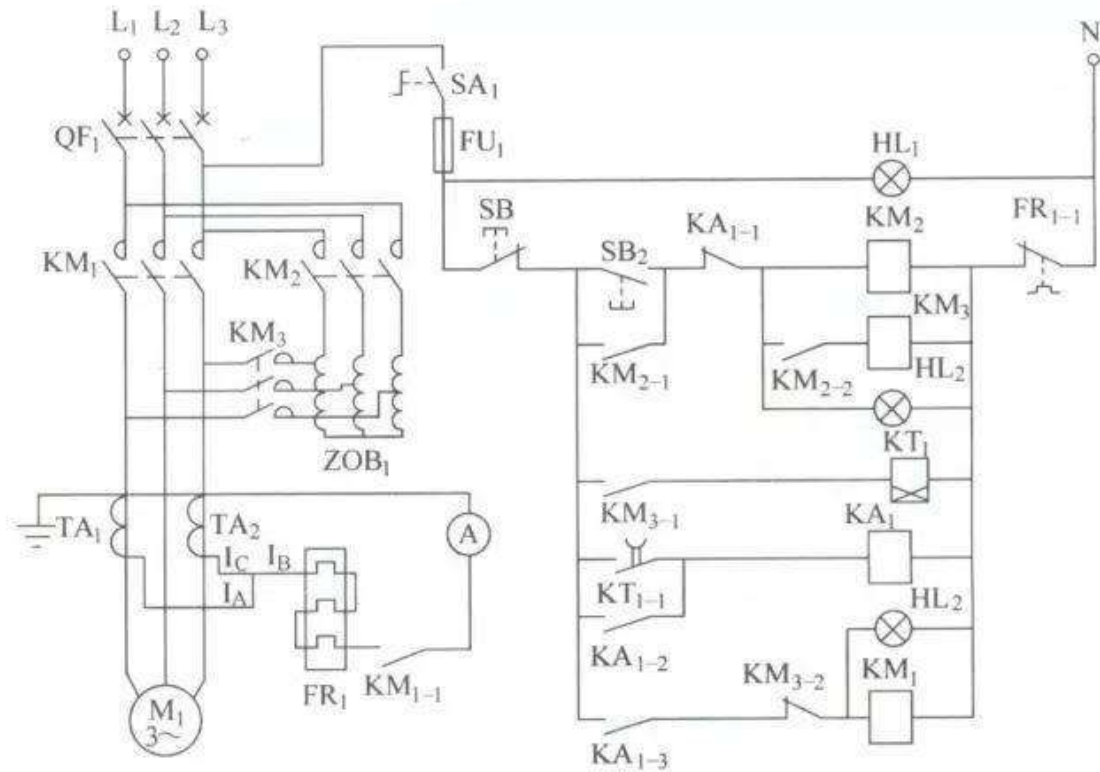 L1 L2 L3
N
SA1
QF1
FU1
HL1
SB
KA1-1
KM2
FR1-1
SB2
KM1
KM2
KM3
KM3
HL2
KM2-1
KM2-2
KT1
ZOB1
KM3-1
KA1
TA1
TA2
A
IC
IB
IA
KT1-1
HL2
KA1-2
KM3-2
KM1
FR1
KM1-1
M1
3~
KA1-3